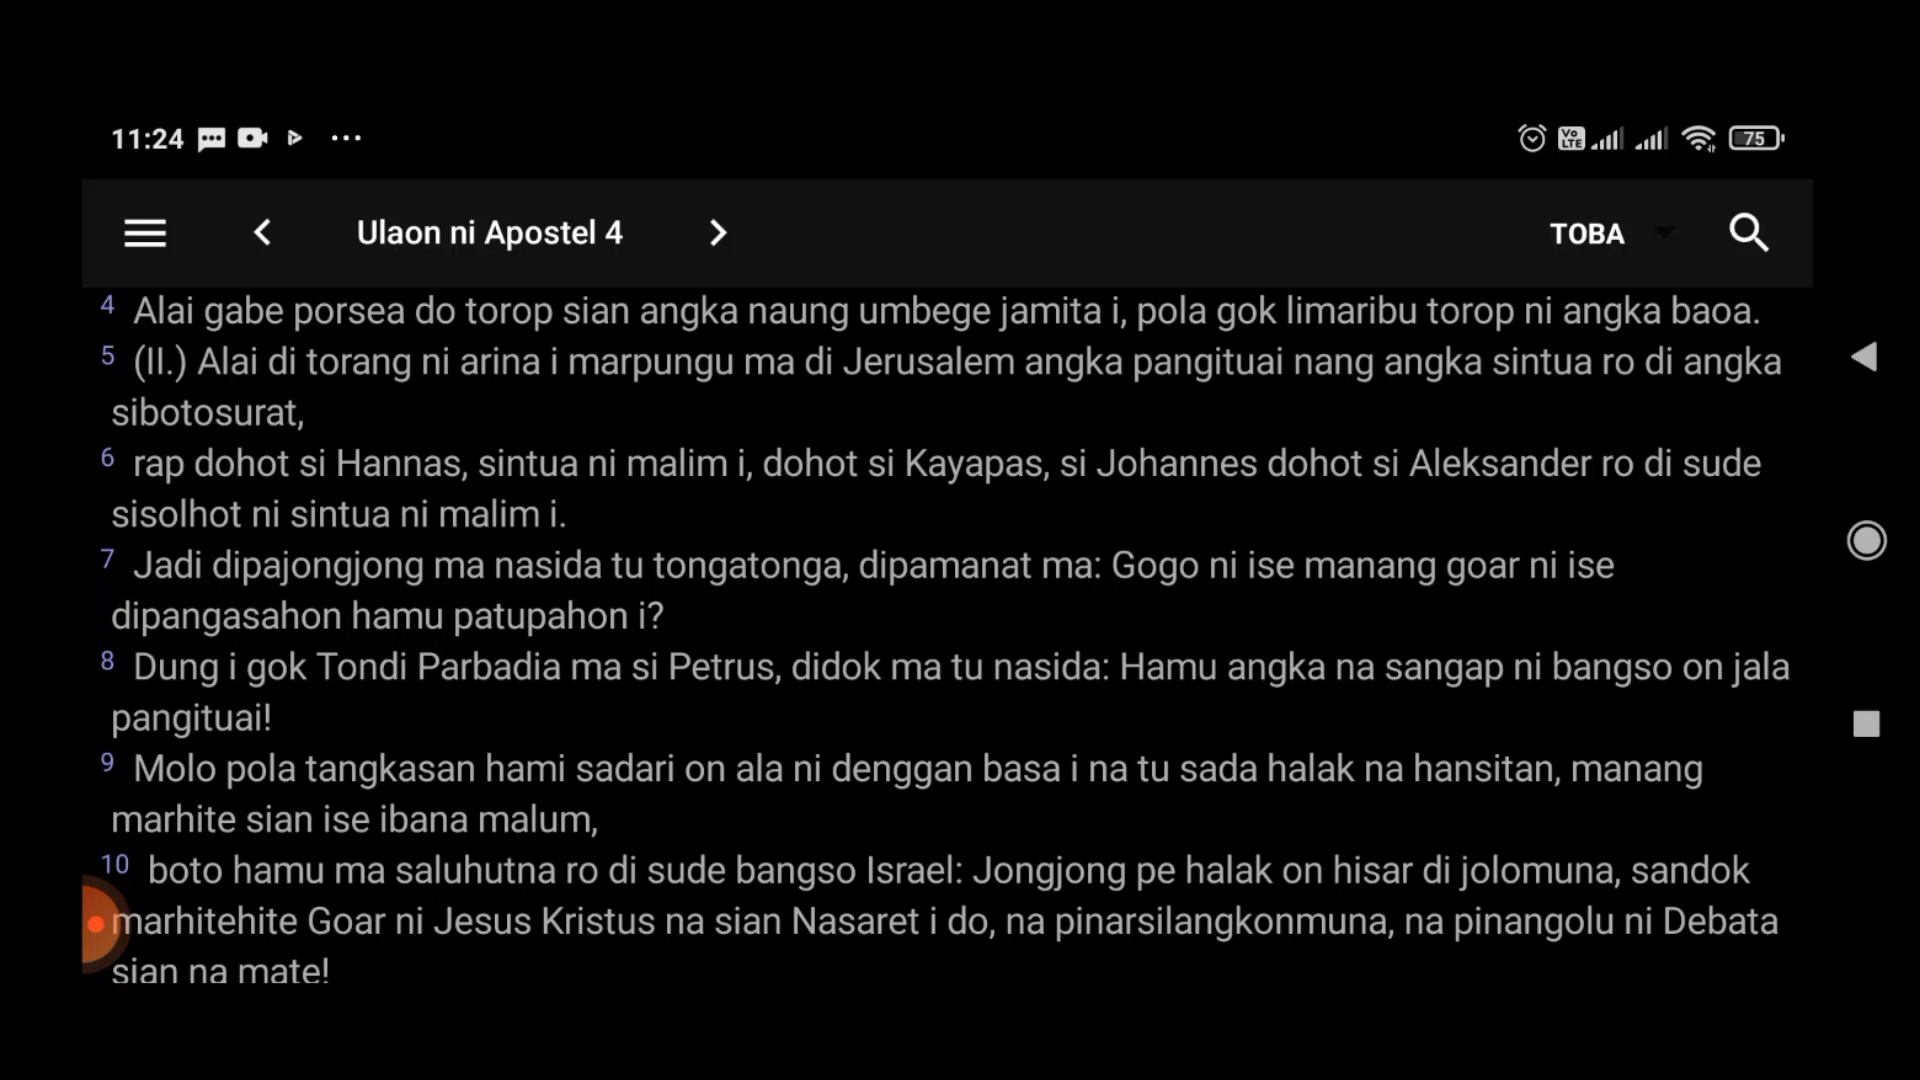 11:24
Vo LTE 75
Ulaon ni Apostel 4
TOBA
4 Alai gabe porsea do torop sian angka naung umbege jamita i, pola gok limaribu torop ni angka baoa.
5 (II.) Alai di torang ni arina i marpungu ma di Jerusalem angka pangituai nang angka sintua ro di angka
sibotosurat,
6 rap dohot si Hannas, sintua ni malim i, dohot si Kayapas, si Johannes dohot si Aleksander ro di sude
sisolhot ni sintua ni malim i.
7 Jadi dipajongjong ma nasida tu tongatonga, dipamanat ma: Gogo ni ise manang goar ni ise
dipangasahon hamu patupahon i?
8 Dung i gok Tondi Parbadia ma si Petrus, didok ma tu nasida: Hamu angka na sangap ni bangso on jala
pangituai!
9 Molo pola tangkasan hami sadari on ala ni denggan basa i na tu sada halak na hansitan, manang
marhite sian ise ibana malum,
10 boto hamu ma saluhutna ro di sude bangso Israel: Jongjong pe halak on hisar di jolomuna, sandok
marhitehite Goar ni Jesus Kristus na sian Nasaret i do, na pinarsilangkonmuna, na pinangolu ni Debata
sian na mate!